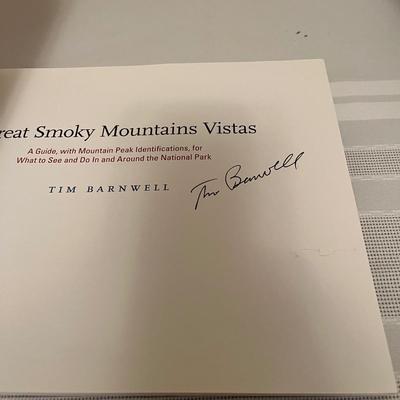 reat Smoky Mountains Vistas
A Guide, with Mountain Peak Identifications, for
What to See and Do In and Around the National Park
TIM BARNWELL
Tim Barnwell